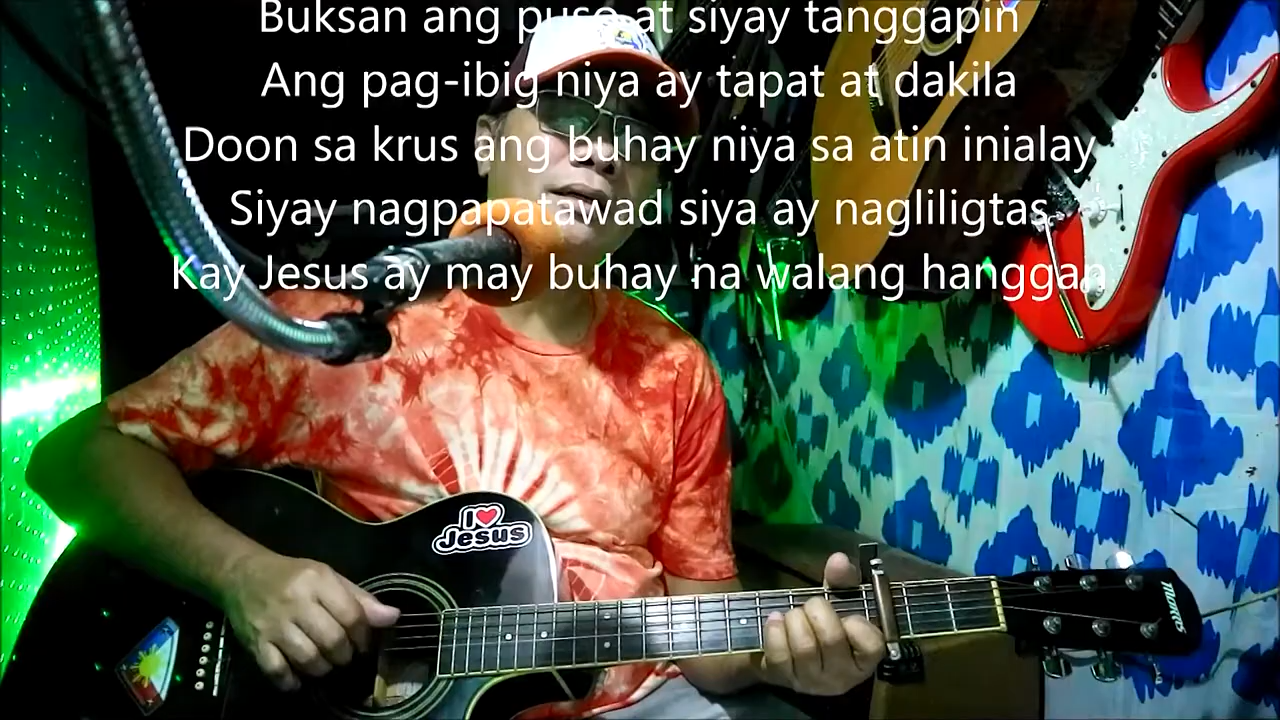 Buksan ang puso at siyay tanggapin
Ang pag-ibig niya ay tapat at dakila
Doon sa krus ang buhay niya sa atin inialay
Siyay nagpapatawad siya ay nagliligtas
Kay Jesus ay may buhay na walang hanggan
I
Jesus